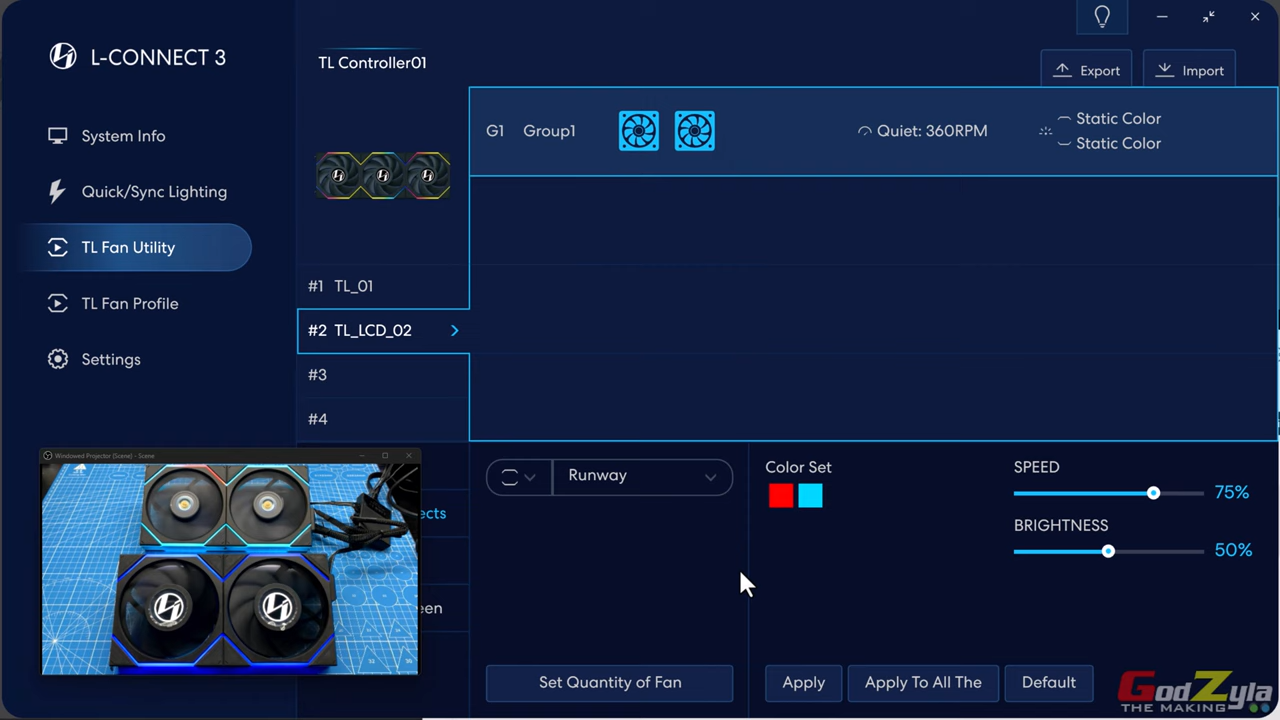 L-CONNECT 3
System Info
Quick/Sync Lighting
TL Fan Utility
TL Fan Profile
Settings
TL Controller01
Export
Import
G1 Group1
Quiet: 360RPM
Static Color
Static Color
#1 TL_01
#2 TL_LCD_02
#3
#4
Windowed Projector (Scene) - Scene
ects
een
Runway
Color Set
SPEED
75%
BRIGHTNESS
50%
Set Quantity of Fan
Apply
Apply To All The
Default
GodZyla
THE MAKING